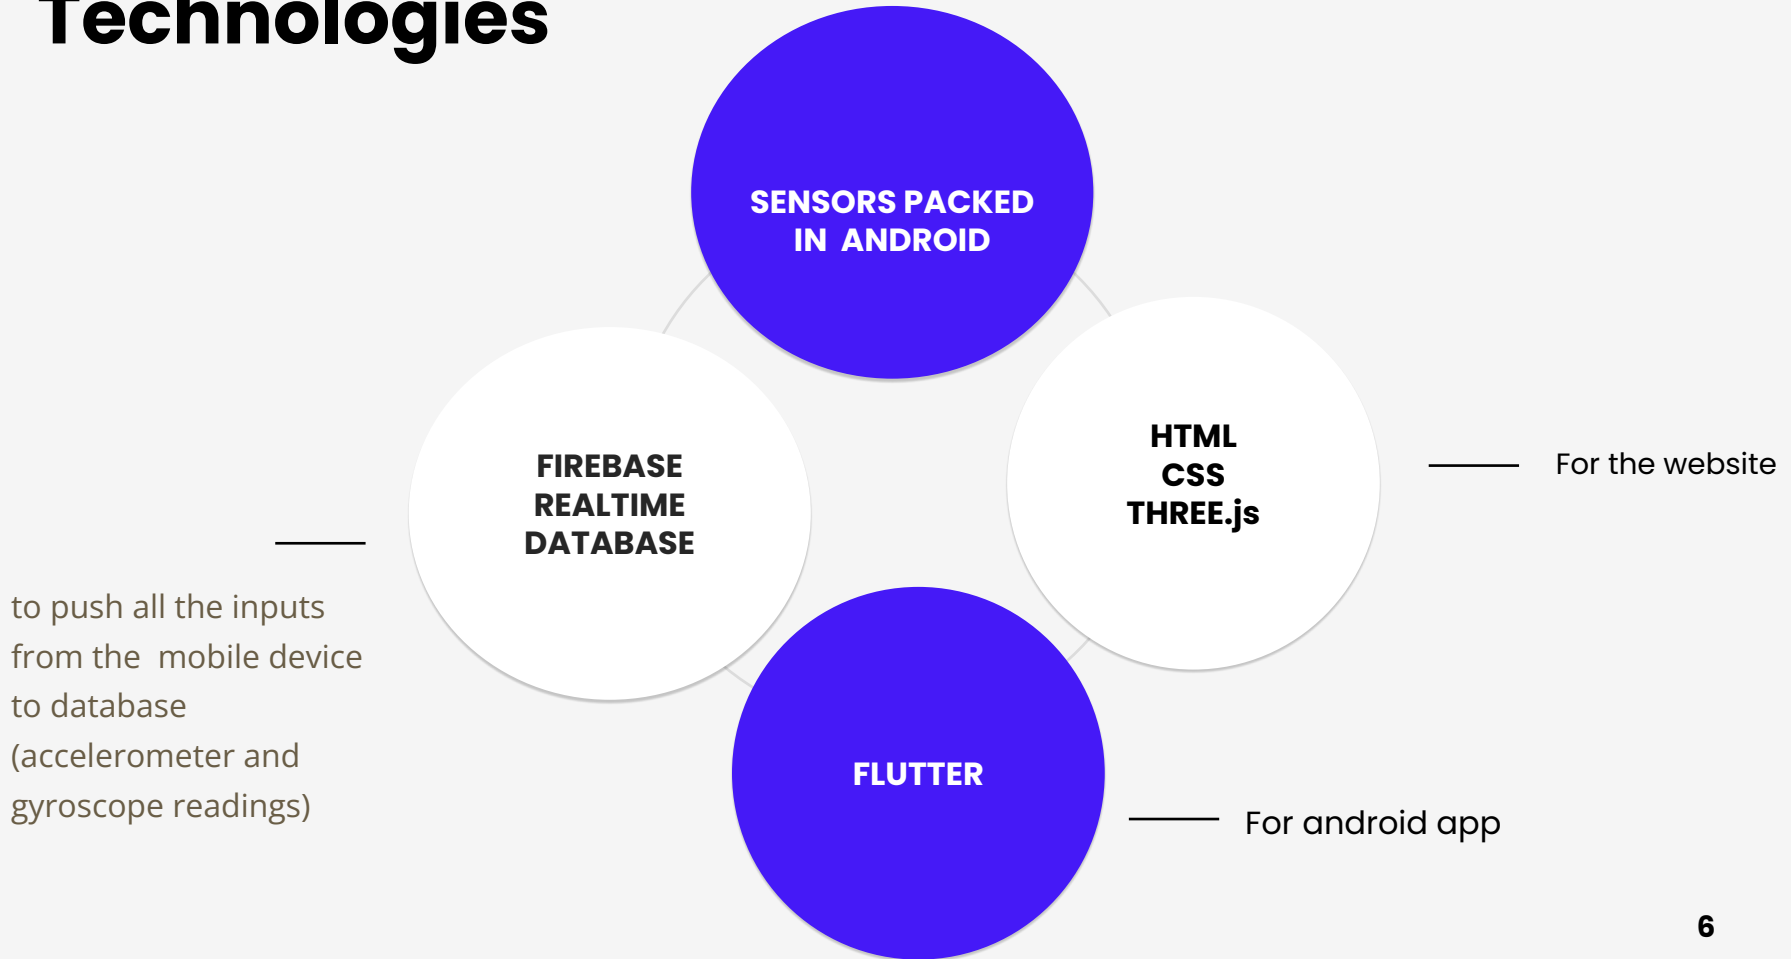 Technologies
SENSORS PACKED
IN  ANDROID
HTML
CSS
THREE.js
For the website
FIREBASE
REALTIME
DATABASE
to push all the inputs
from the  mobile device
to database
(accelerometer and
gyroscope readings)
FLUTTER
For android app
6